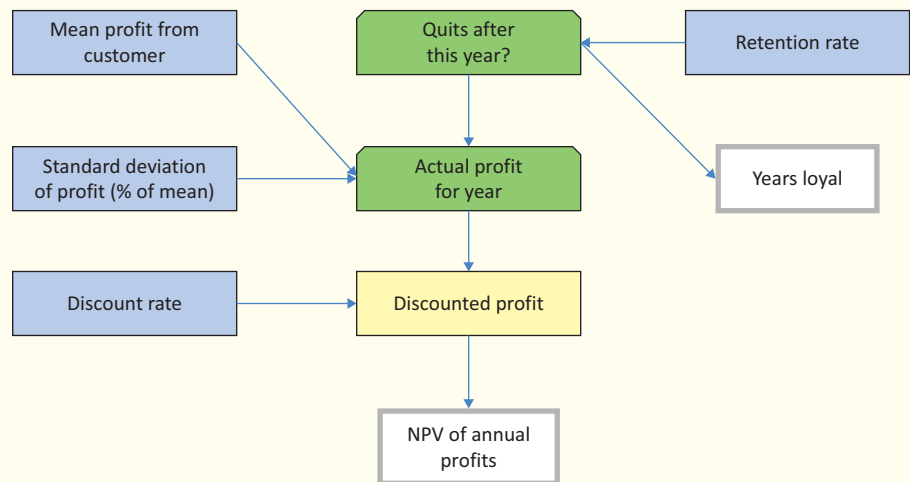 Mean profit from
customer
Quits after
this year?
Retention rate
Standard deviation
of profit (% of mean)
Actual profit
for year
Years loyal
Discount rate
Discounted profit
NPV of annual
profits